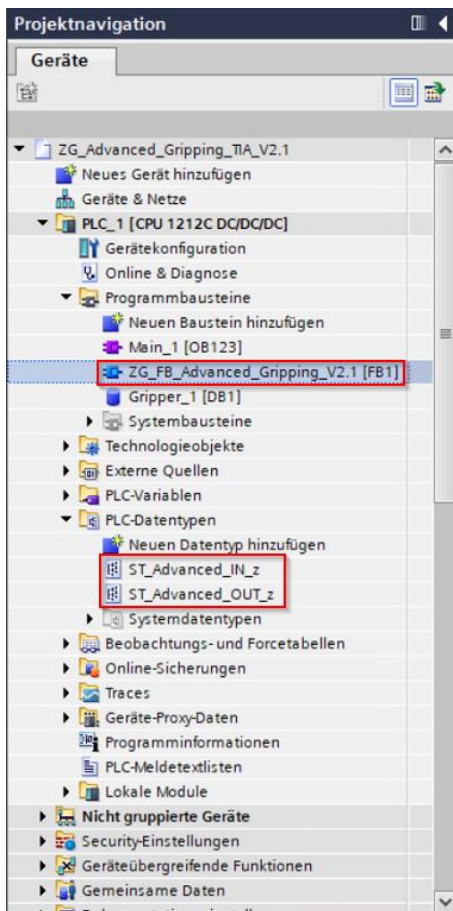 Projektnavigation
Geräte
ZG_Advanced_Gripping_TIA_V2.1
Neues Gerät hinzufügen
Geräte & Netze
PLC_1 [CPU 1212C DC/DC/DC]
Gerätekonfiguration
Online & Diagnose
Programmbausteine
Neuen Baustein hinzufügen
Main_1 [OB123]
ZG_FB_Advanced_Gripping_V2.1 [FB1]
Gripper_1 [DB1]
Systembausteine
Technologieobjekte
Externe Quellen
PLC-Variablen
PLC-Datentypen
Neuen Datentyp hinzufügen
ST_Advanced_IN_z
ST_Advanced_OUT_z
Systemdatentypen
Beobachtungs- und Forcetabellen
Online-Sicherungen
Traces
Geräte-Proxy-Daten
Programminformationen
PLC-Meldetextlisten
Lokale Module
Nicht gruppierte Geräte
Security-Einstellungen
Geräteübergreifende Funktionen
Gemeinsame Daten